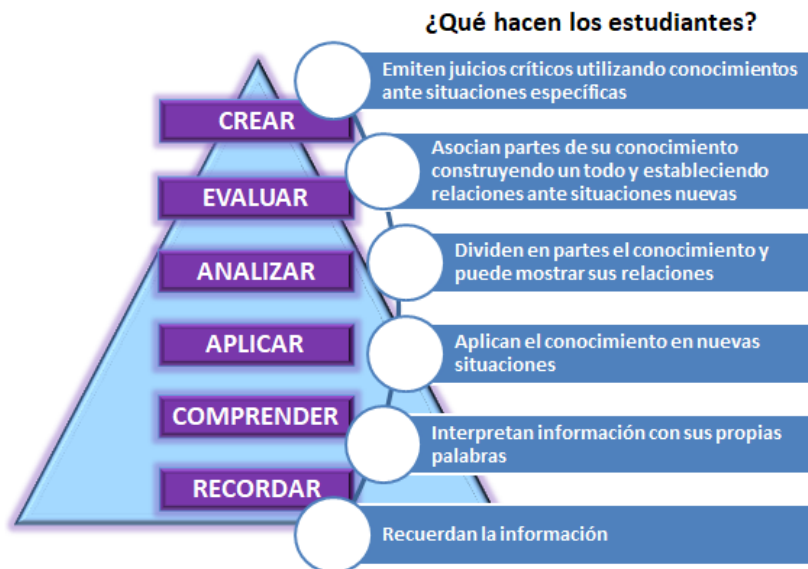 ¿Qué hacen los estudiantes?
Emiten juicios críticos utilizando conocimientos
ante situaciones específicas
CREAR
Asocian partes de su conocimiento
construyendo un todo y estableciendo
relaciones ante situaciones nuevas
EVALUAR
Dividen en partes el conocimiento y
puede mostrar sus relaciones
ANALIZAR
Aplican el conocimiento en nuevas
situaciones
APLICAR
Interpretan información con sus propias
palabras
COMPRENDER
Recuerdan la información
RECORDAR